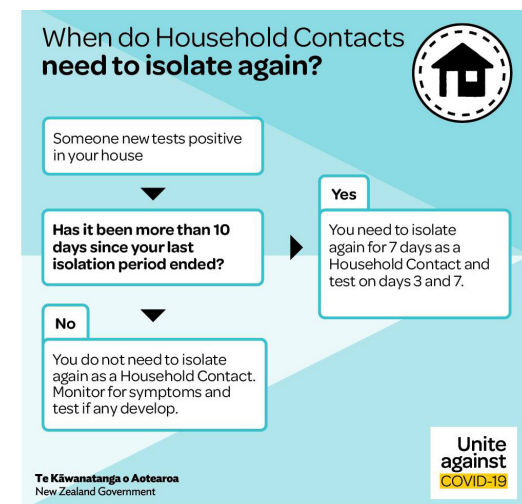 When do Household Contacts
need to isolate again?
Someone new tests positive
in your house
Has it been more than 10
days since your last
isolation period ended?
Yes
You need to isolate
again for 7 days as a
Household Contact and
test on days 3 and 7.
No
You do not need to isolate
again as a Household Contact.
Monitor for symptoms and
test if any develop.
Te Kāwanatanga o Aotearoa
New Zealand Government
Unite
against
COVID-19